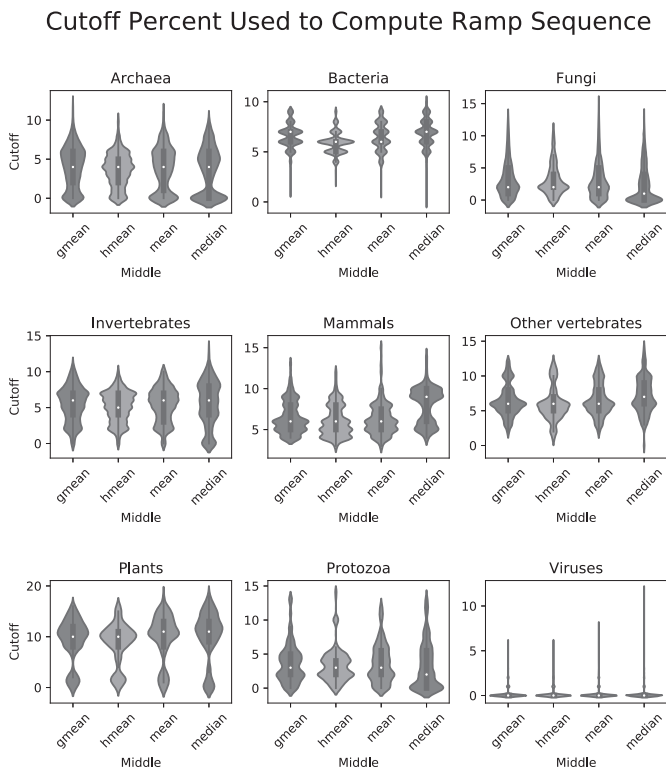 Cutoff Percent Used to Compute Ramp Sequence
Archaea
Bacteria
Fungi
Cutoff
10
5
0
10
5
0
15
10
5
0
gmean
hmean
mean
median
gmean
hmean
mean
median
gmean
hmean
mean
median
Middle
Middle
Middle
Invertebrates
Mammals
Other vertebrates
Cutoff
15
10
5
0
15
10
5
15
10
5
0
gmean
hmean
mean
median
gmean
hmean
mean
median
gmean
hmean
mean
median
Middle
Middle
Middle
Plants
Protozoa
Viruses
Cutoff
20
10
0
15
10
5
0
10
5
0
gmean
hmean
mean
median
gmean
hmean
mean
median
gmean
hmean
mean
median
Middle
Middle
Middle